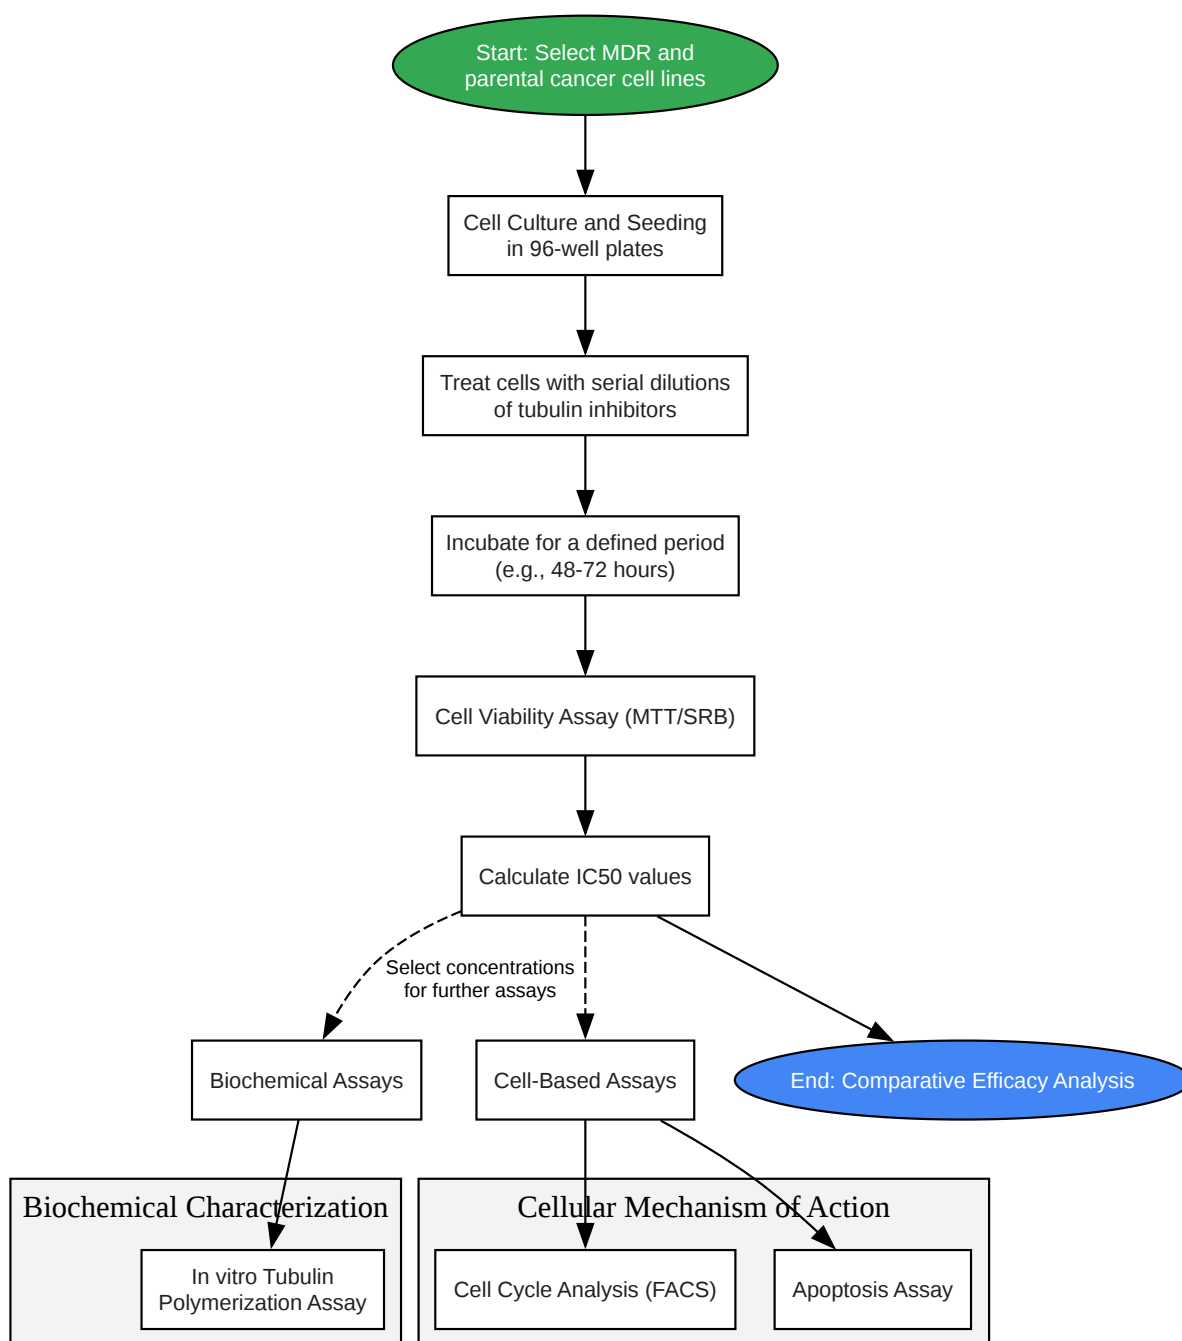 Start: Select MDR and
parental cancer cell lines
Cell Culture and Seeding
in 96-well plates
Treat cells with serial dilutions
of tubulin inhibitors
Incubate for a defined period
(e.g., 48-72 hours)
Cell Viability Assay (MTT/SRB)
Calculate IC50 values
Select concentrations
for further assays
Biochemical Assays
Cell-Based Assays
End: Comparative Efficacy Analysis
Biochemical Characterization
Cellular Mechanism of Action
In vitro Tubulin
Polymerization Assay
Cell Cycle Analysis (FACS)
Apoptosis Assay